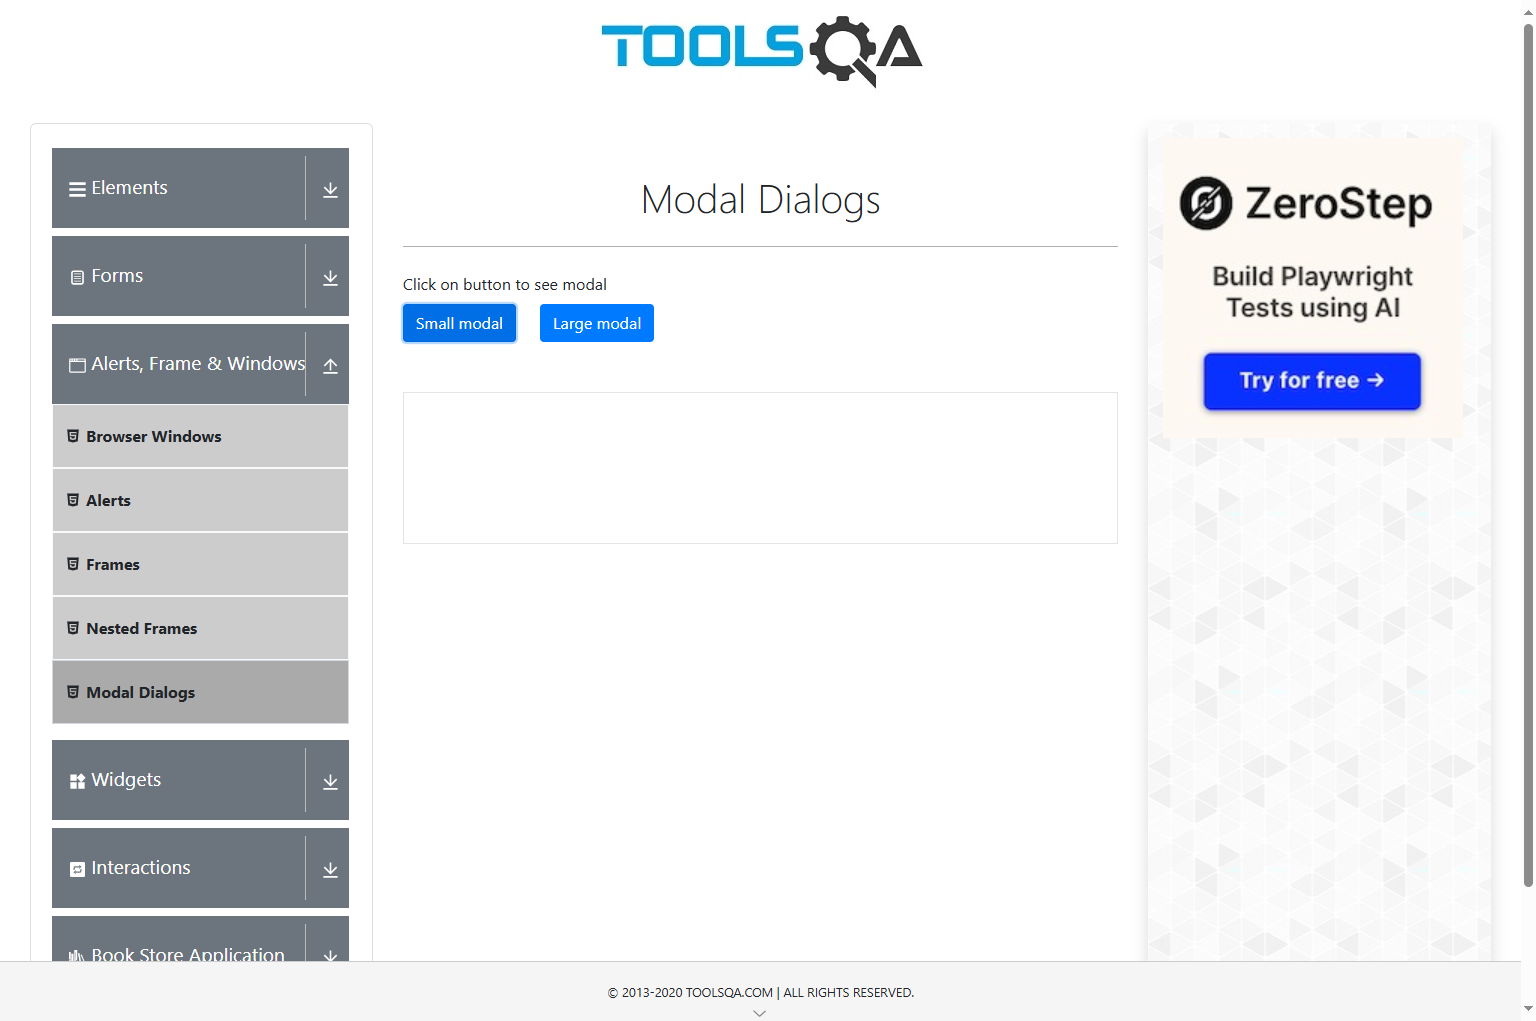 TOOLSQA
Elements
Forms
Alerts, Frame & Windows
Browser Windows
Alerts
Frames
Nested Frames
Modal Dialogs
Widgets
Interactions
Book Store Application
Modal Dialogs
Click on button to see modal
Small modal
Large modal
ZeroStep
Build Playwright
Tests using AI
Try for free →
© 2013-2020 TOOLSQA.COM | ALL RIGHTS RESERVED.